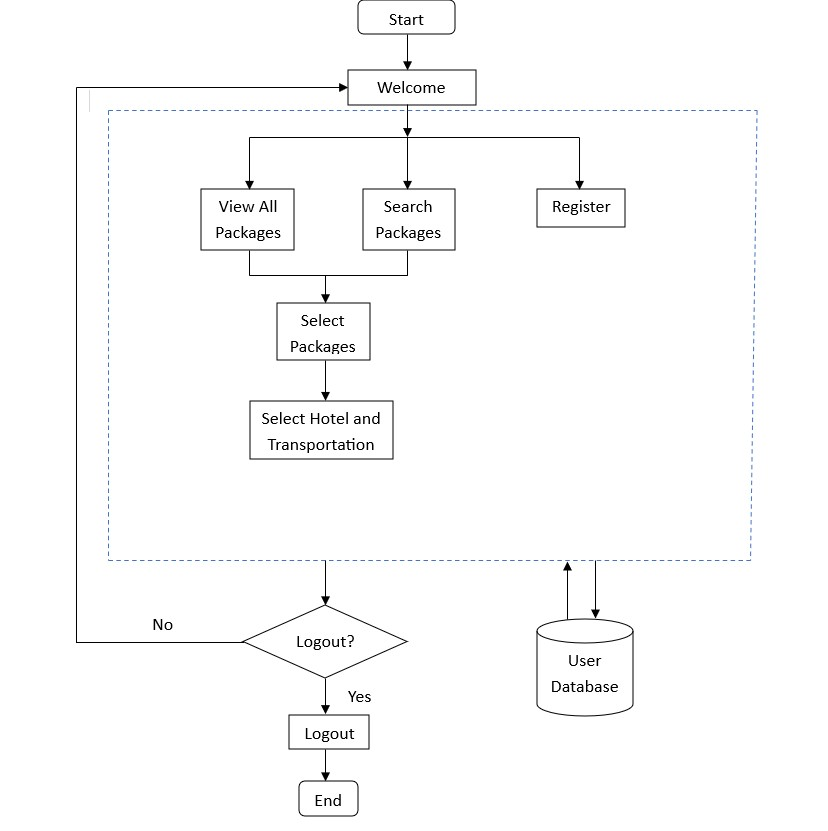 Start
Welcome
View All
Packages
Search
Packages
Register
Select
Packages
Select Hotel and
Transportation
No
Logout?
User
Database
Yes
Logout
End